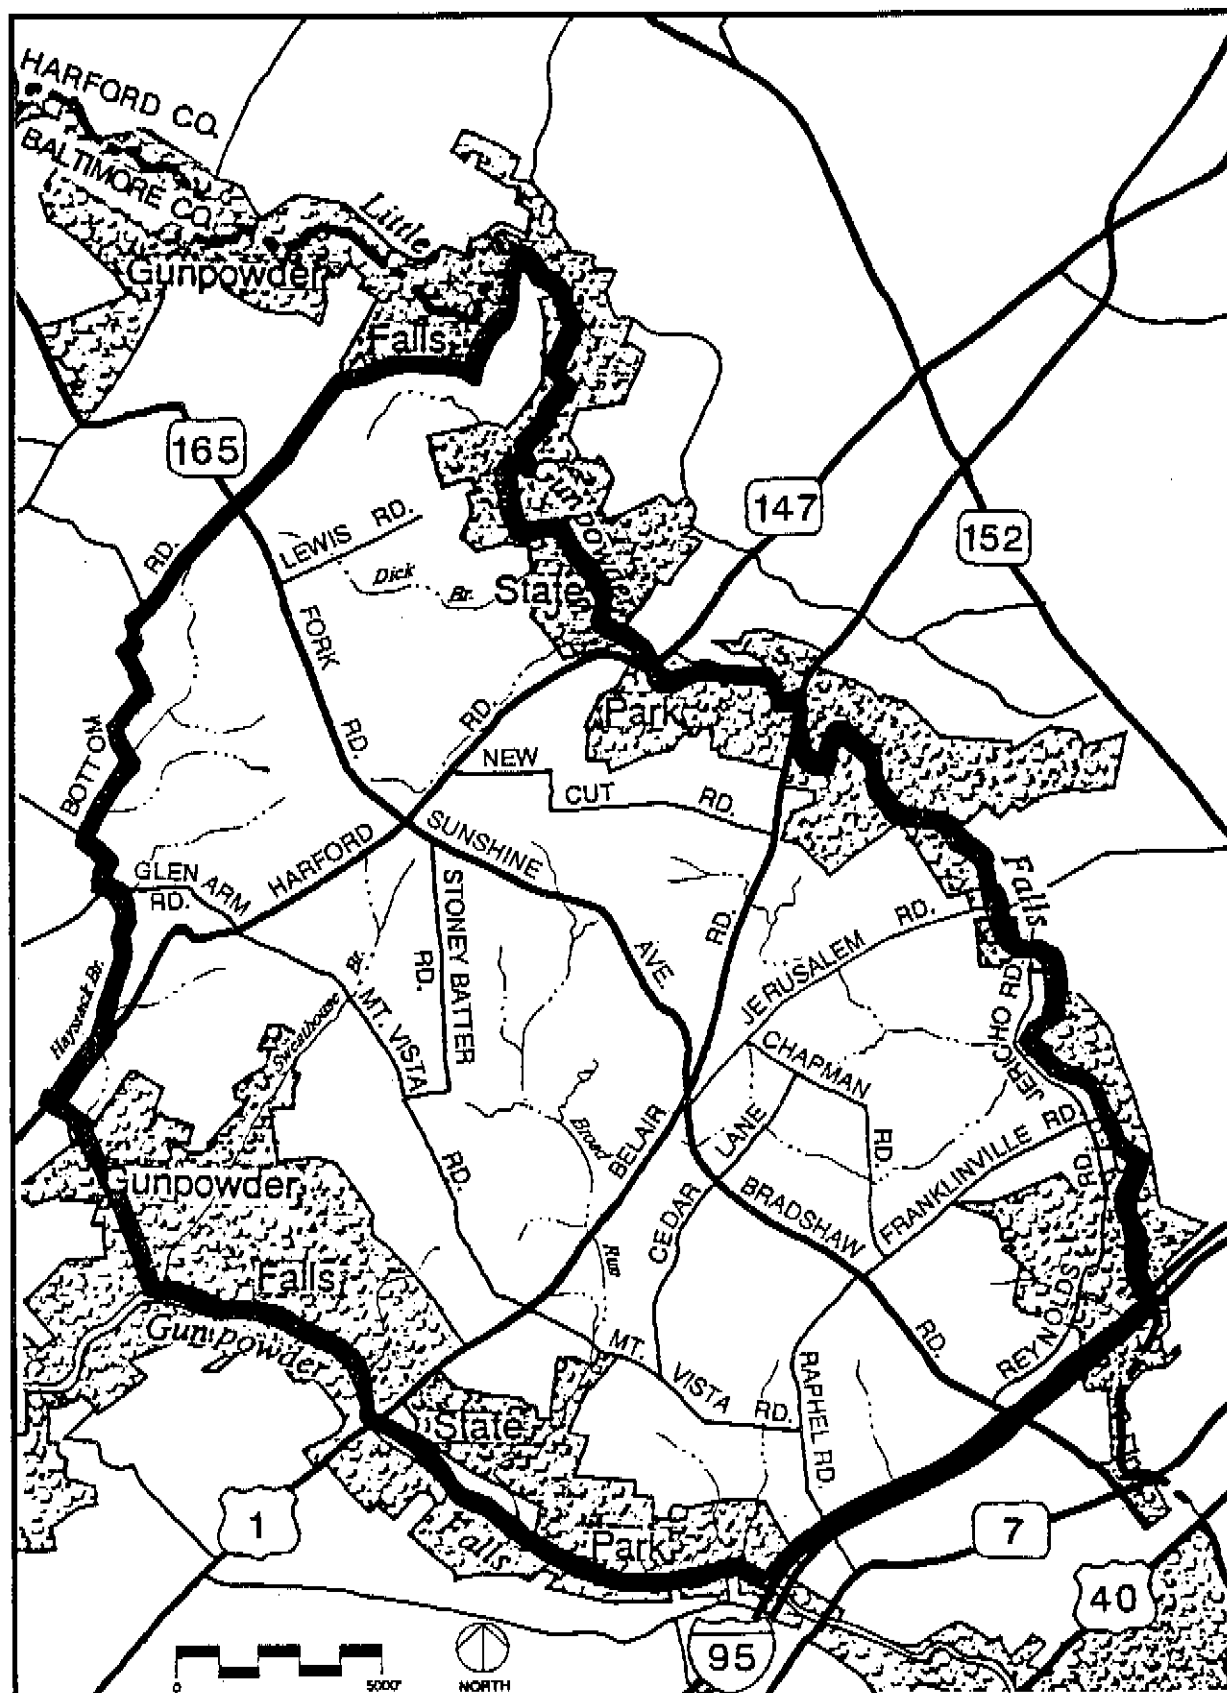 HARFORD CO.
BALTIMORE CO.
Little
Gunpowder
Falls
165
RD.
LEWIS RD.
Dick
Br.
State
Gunpowder
147
152
FORK
RD.
BOTTOM
RD.
Park
NEW
CUT
RD.
SUNSHINE
HARFORD
GLEN ARM
RD.
STONEY BATTER
RD.
AVE.
RD.
JERUSALEM RD.
Falls
Haystack Br.
Sweathouse Br.
MT. VISTA
JERICHO RD.
CHAPMAN
RD.
LANE
CEDAR
BELAIR
Broad
Run
RD.
FRANKLINVILLE RD.
RD.
REYNOLDS
BRADSHAW
RD.
Gunpowder
Falls
Gunpowder
MT.
VISTA RD.
RAPHEL RD.
State
1
Falls
Park
7
40
95
0
5000'
NORTH